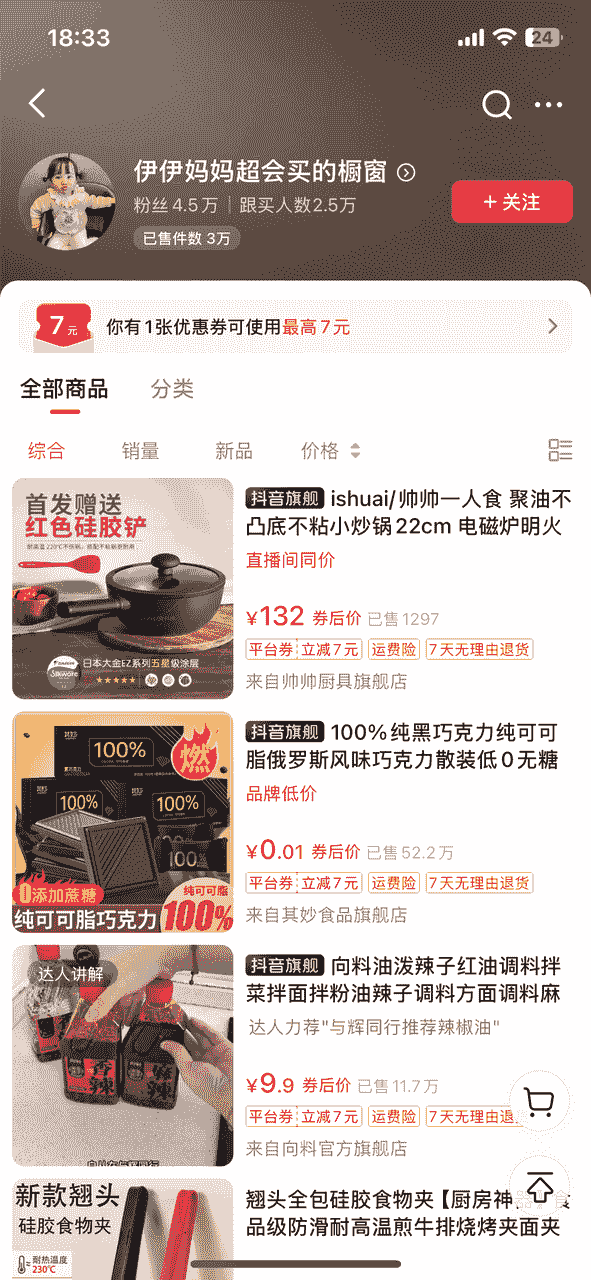 18:33
24
伊伊妈妈超会买的橱窗
粉丝 4.5万 | 跟买人数2.5万
已售件数 3万
+ 关注
7元
你有1张优惠券可使用最高7元
全部商品
分类
综合
销量
新品
价格
首发赠送
红色硅胶铲
日本大金EZ系列五星级涂层
抖音旗舰 ishuai/帅帅一人食 聚油不
凸底不粘小炒锅22cm 电磁炉明火
直播间同价
¥132 券后价 已售1297
平台券 立减7元 运费险 7天无理由退货
来自帅帅厨具旗舰店
100%
燃
100%
100%
100
0添加蔗糖
纯可可脂
纯可可脂巧克力
100%
抖音旗舰 100%纯黑巧克力纯可可
脂俄罗斯风味巧克力散装低0无糖
品牌低价
¥0.01 券后价 已售52.2万
平台券 立减7元 运费险 7天无理由退货
来自其妙食品旗舰店
达人讲解
香辣
麻辣
抖音旗舰 向料油泼辣子红油调料拌
菜拌面拌粉油辣子调料方面调料麻
达人力荐"与辉同行推荐辣椒油"
¥9.9 券后价 已售11.7万
平台券 立减7元 运费险 7天无理由退
来自向料官方旗舰店
新款翘头
硅胶食物夹
耐热温度
230℃
翘头全包硅胶食物夹【厨房神
品级防滑耐高温煎牛排烧烤夹面夹